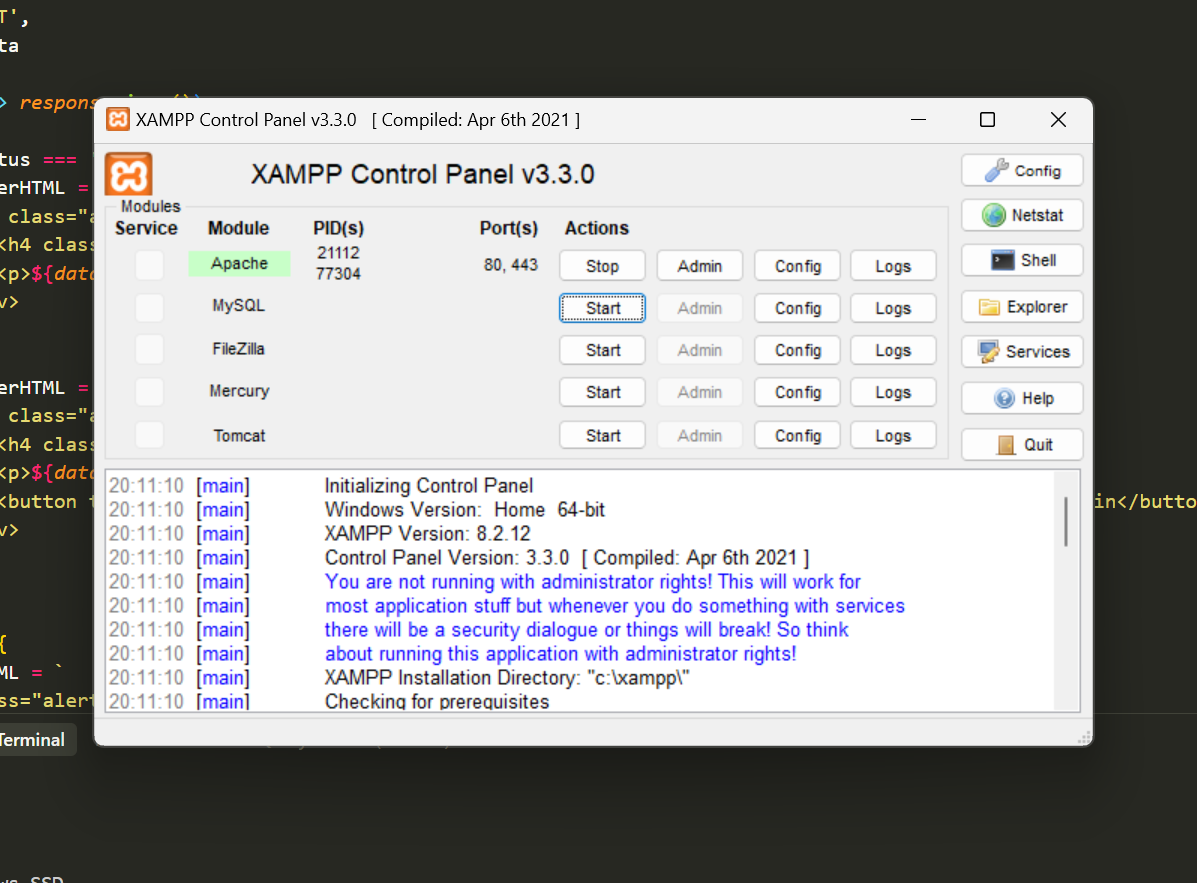 T',
ta
> respons
tus ===
erHTML =
class="a
<h4 class
<p>${data
v>
erHTML =
class="a
<h4 class
<p>${data
<button t
in</butto
v>
{
ML = `
ss="alert
Terminal
XAMPP Control Panel v3.3.0 [ Compiled: Apr 6th 2021 ]
XAMPP Control Panel v3.3.0
Config
Netstat
Shell
Explorer
Services
Help
Quit
Modules
Service Module PID(s) Port(s) Actions
Apache 21112 77304 80, 443 Stop Admin Config Logs
MySQL Start Admin Config Logs
FileZilla Start Admin Config Logs
Mercury Start Admin Config Logs
Tomcat Start Admin Config Logs
20:11:10 [main] Initializing Control Panel
20:11:10 [main] Windows Version: Home 64-bit
20:11:10 [main] XAMPP Version: 8.2.12
20:11:10 [main] Control Panel Version: 3.3.0 [ Compiled: Apr 6th 2021 ]
20:11:10 [main] You are not running with administrator rights! This will work for
20:11:10 [main] most application stuff but whenever you do something with services
20:11:10 [main] there will be a security dialogue or things will break! So think
20:11:10 [main] about running this application with administrator rights!
20:11:10 [main] XAMPP Installation Directory: "c:\xampp\"
20:11:10 [main] Checking for prerequisites